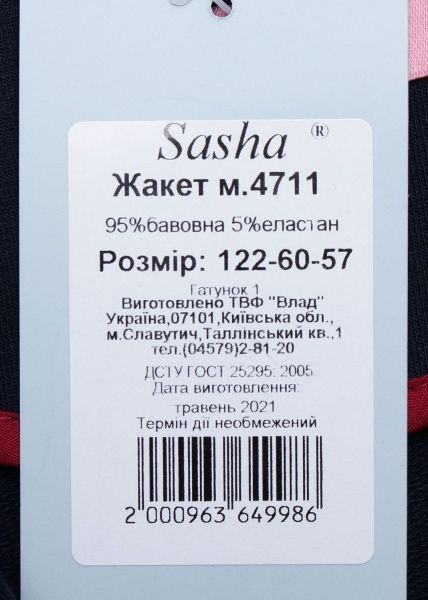 Sasha ®
Жакет м.4711
95%бавовна 5%еластан
Розмір: 122-60-57
Гатунок 1
Виготовлено ТВФ "Влад"
Україна,07101,Київська обл.,
м.Славутич,Таллінський кв.,1
тел.(04579)2-81-20
ДСТУ ГОСТ 25295: 2005
Дата виготовлення:
травень 2021
Термін дії необмежений
2 000963 649986